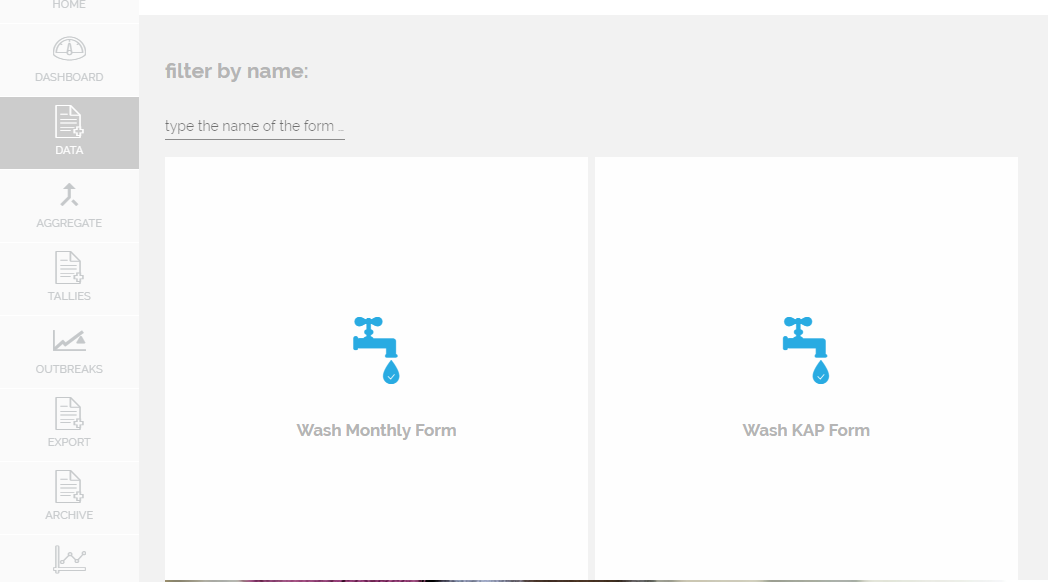 HOME
DASHBOARD
DATA
AGGREGATE
TALLIES
OUTBREAKS
EXPORT
ARCHIVE
filter by name:
type the name of the form ...
Wash Monthly Form
Wash KAP Form